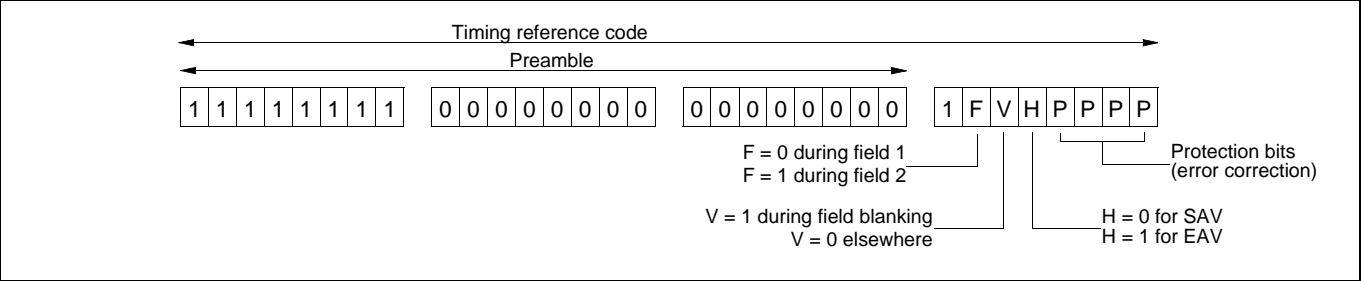 Timing reference code
Preamble
1 1 1 1 1 1 1 1 0 0 0 0 0 0 0 0 0 0 0 0 0 0 0 0 1 F V H P P P P
F = 0 during field 1
F = 1 during field 2
Protection bits
(error correction)
V = 1 during field blanking
V = 0 elsewhere
H = 0 for SAV
H = 1 for EAV